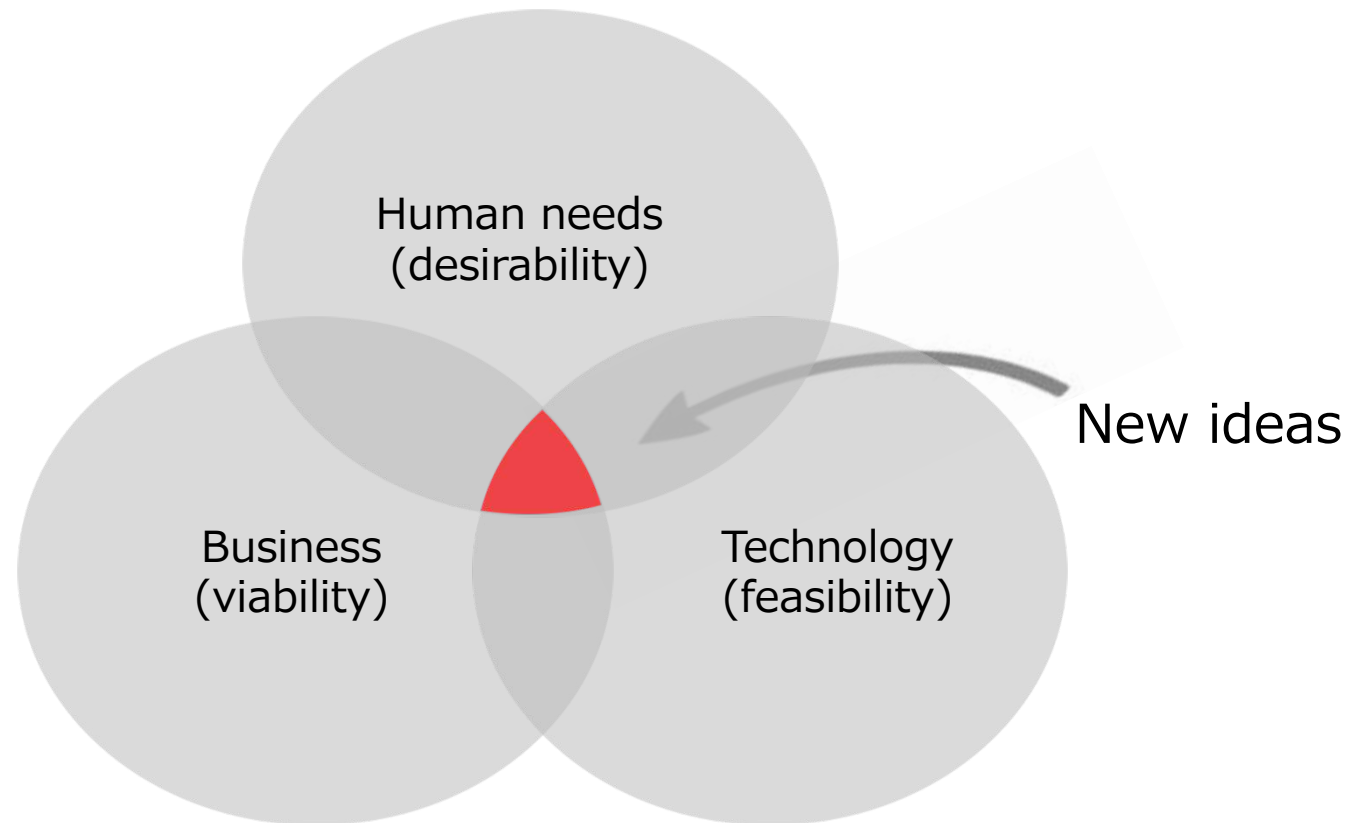 Human needs
(desirability)
New ideas
Business
(viability)
Technology
(feasibility)